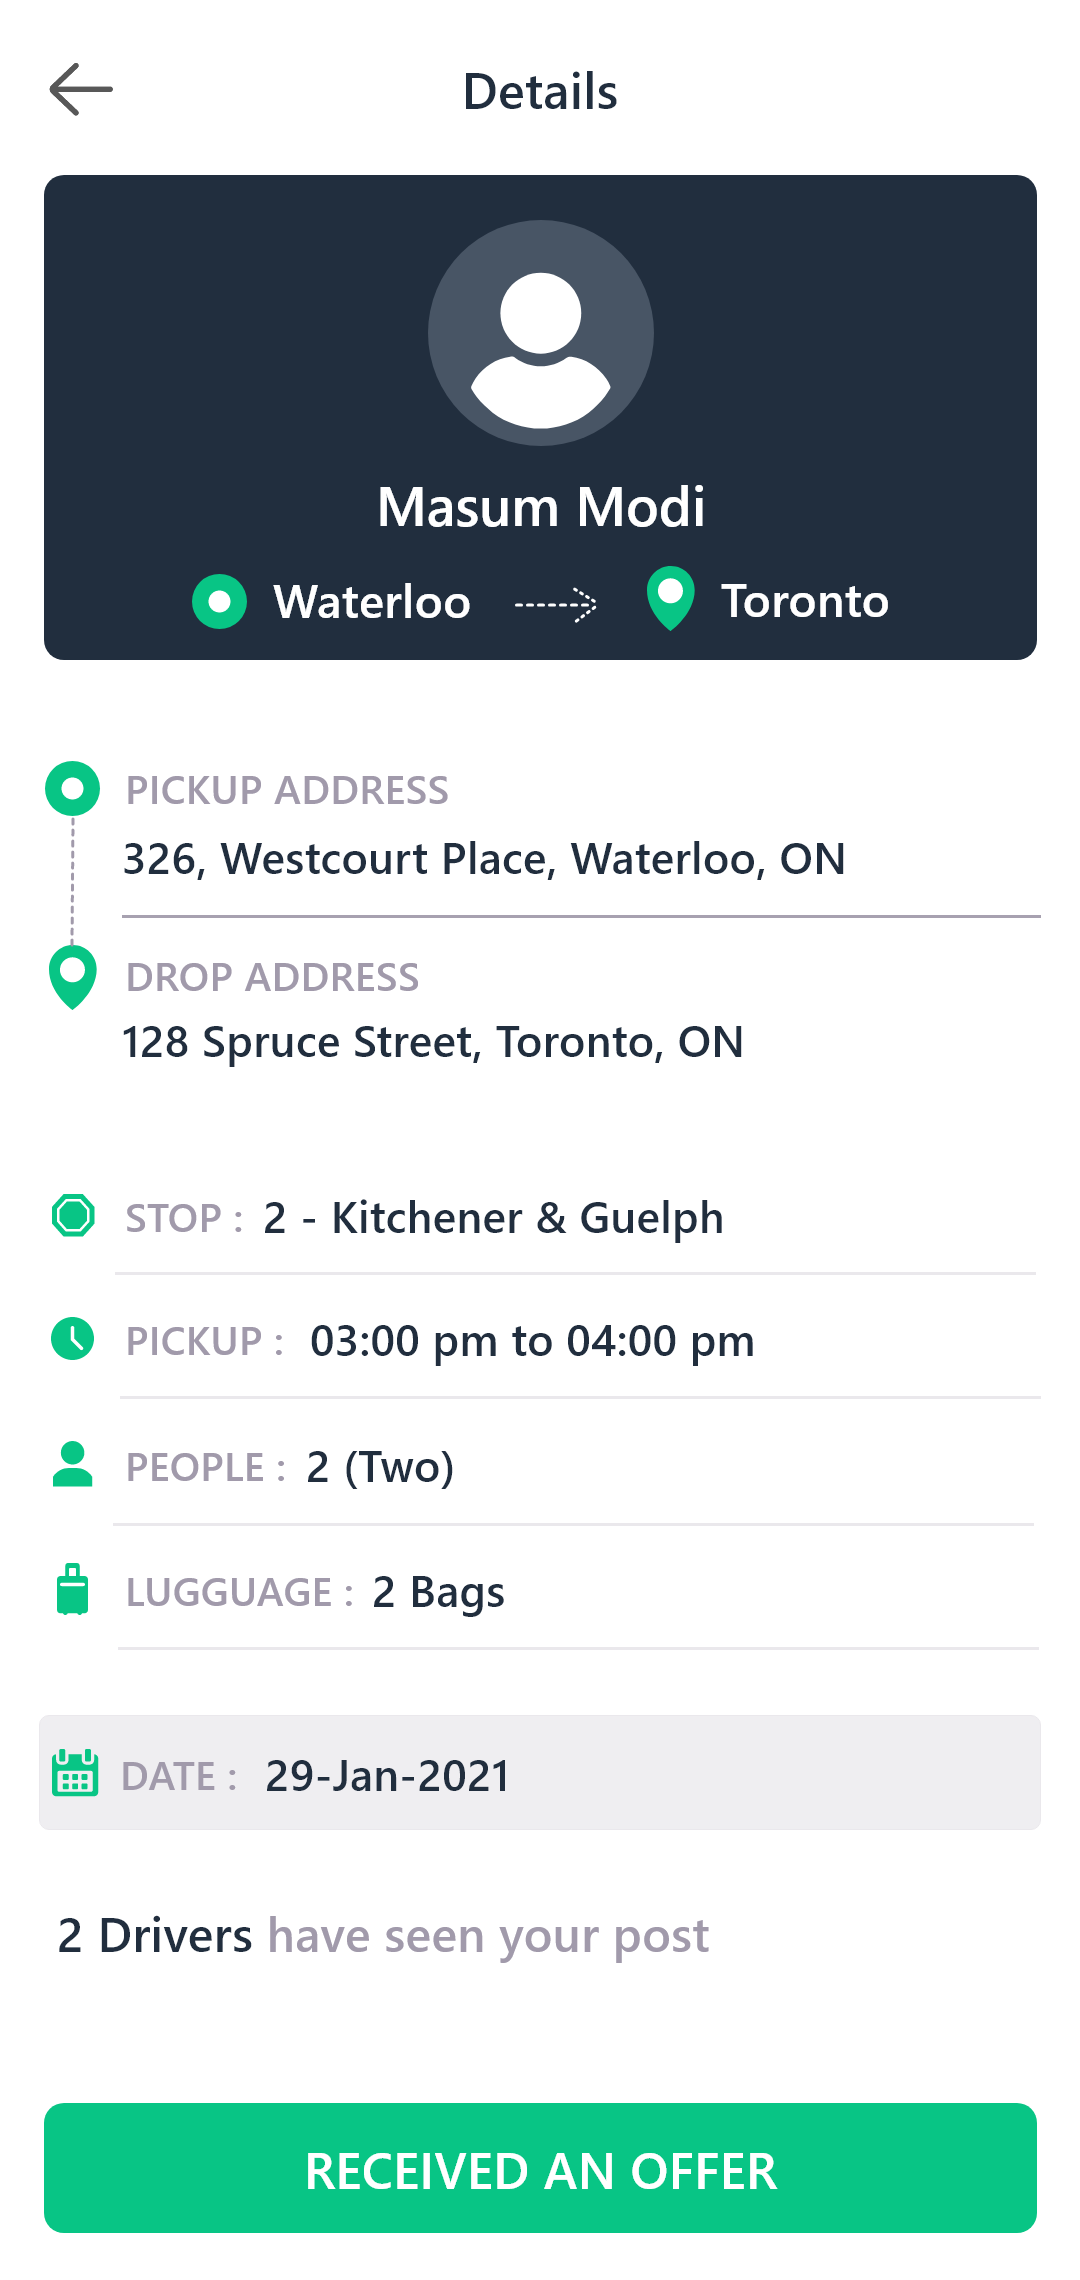 Details
Masum Modi
Waterloo Toronto
PICKUP ADDRESS
326, Westcourt Place, Waterloo, ON
DROP ADDRESS
128 Spruce Street, Toronto, ON
STOP : 2 - Kitchener & Guelph
PICKUP : 03:00 pm to 04:00 pm
PEOPLE : 2 (Two)
LUGGUAGE : 2 Bags
DATE : 29-Jan-2021
2 Drivers have seen your post
RECEIVED AN OFFER